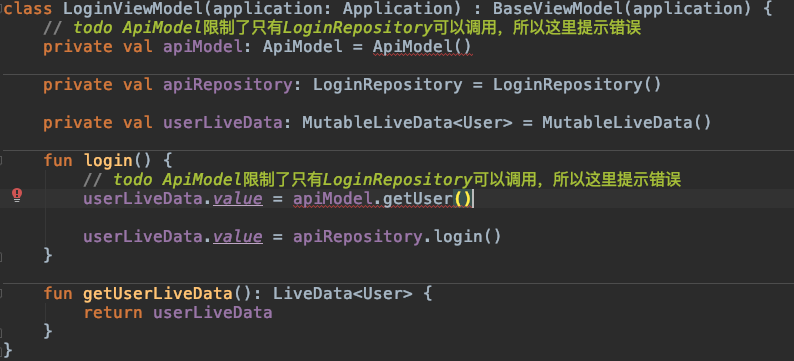 class LoginViewModel(application: Application) : BaseViewModel(application) {
// todo ApiModel限制了只有LoginRepository可以调用，所以这里提示错误
private val apiModel: ApiModel = ApiModel()
private val apiRepository: LoginRepository = LoginRepository()
private val userLiveData: MutableLiveData<User> = MutableLiveData()
fun login() {
// todo ApiModel限制了只有LoginRepository可以调用，所以这里提示错误
userLiveData.value = apiModel.getUser()
userLiveData.value = apiRepository.login()
}
fun getUserLiveData(): LiveData<User> {
return userLiveData
}
}